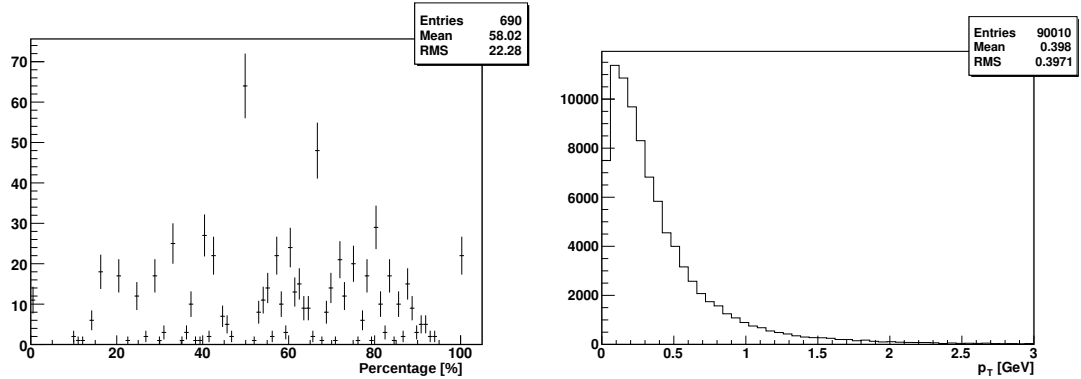 Entries 690
Mean 58.02
RMS 22.28
70
60
50
40
30
20
10
0
0 20 40 60 80 100
Percentage [%]
Entries 90010
Mean 0.398
RMS 0.3971
10000
8000
6000
4000
2000
0
0 0.5 1 1.5 2 2.5 3
p_T [GeV]